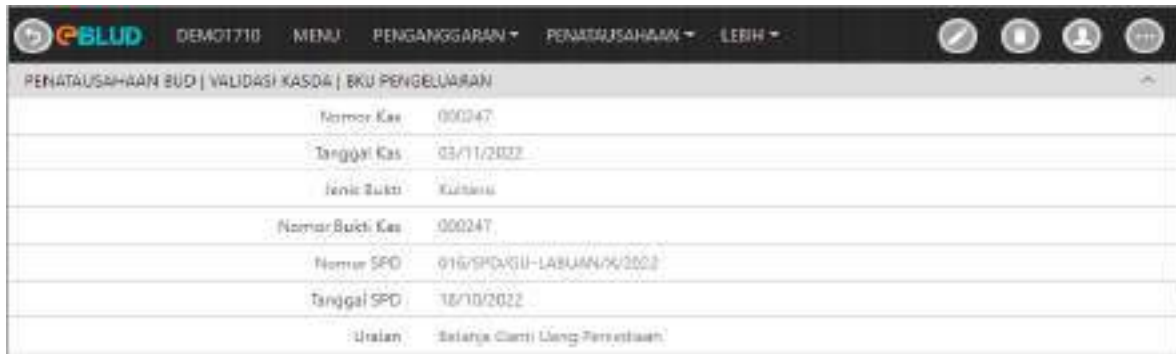 eBLUD DEMO1710 MENU PENGANGGARAN PENATAUSAHAAN LEBIH
PENATAUSAHAAN BUD | VALIDASI KASDA | BKU PENGELUARAN
Nomor Kas 000247
Tanggal Kas 03/11/2022
Jenis Bukti Kuitansi
Nomor Bukti Kas 000247
Nomor SPD 016/SPD/GU-LABUAN/X/2022
Tanggal SPD 18/10/2022
Uraian Belanja Ganti Uang Persediaan